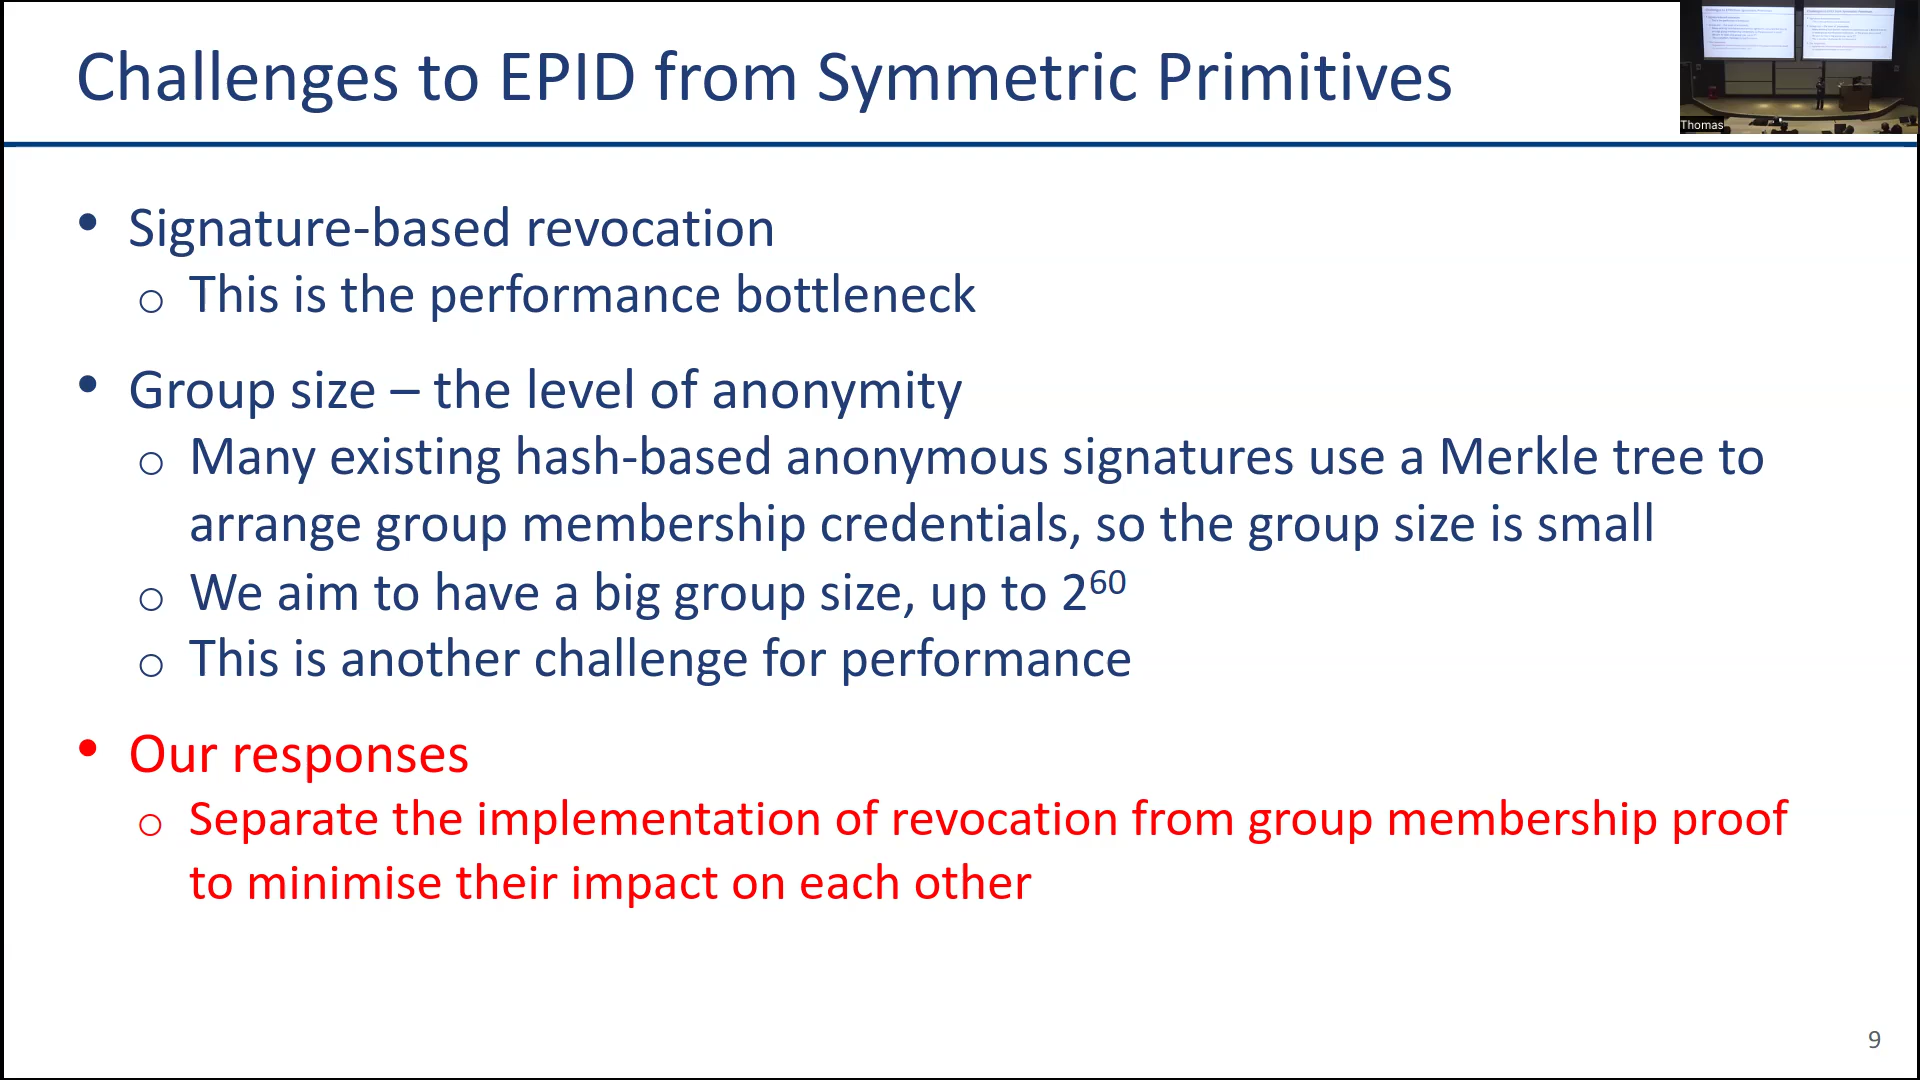 Challenges to EPID from Symmetric Primitives
Thomas
• Signature-based revocation
o This is the performance bottleneck
• Group size – the level of anonymity
o Many existing hash-based anonymous signatures use a Merkle tree to
arrange group membership credentials, so the group size is small
o We aim to have a big group size, up to 2⁶⁰
o This is another challenge for performance
• Our responses
o Separate the implementation of revocation from group membership proof
to minimise their impact on each other
9